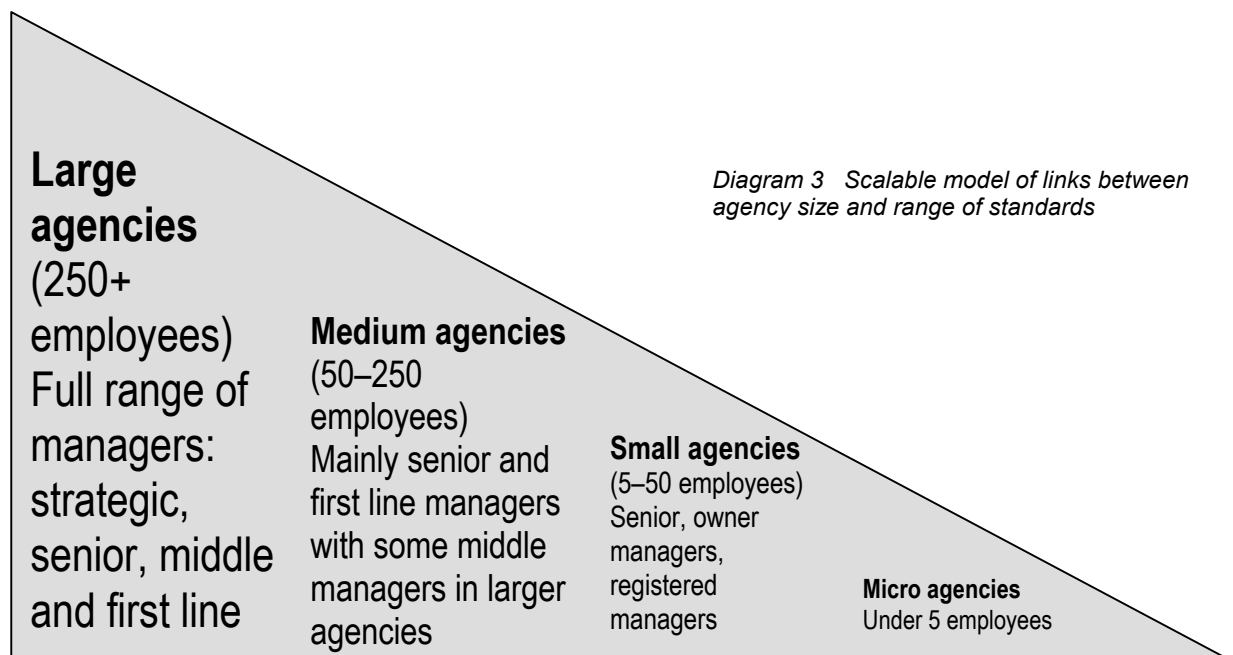 Large
agencies
(250+
employees)
Full range of
managers:
strategic,
senior, middle
and first line
Medium agencies
(50–250
employees)
Mainly senior and
first line managers
with some middle
managers in larger
agencies
Small agencies
(5–50 employees)
Senior, owner
managers,
registered
managers
Micro agencies
Under 5 employees
Diagram 3   Scalable model of links between
agency size and range of standards